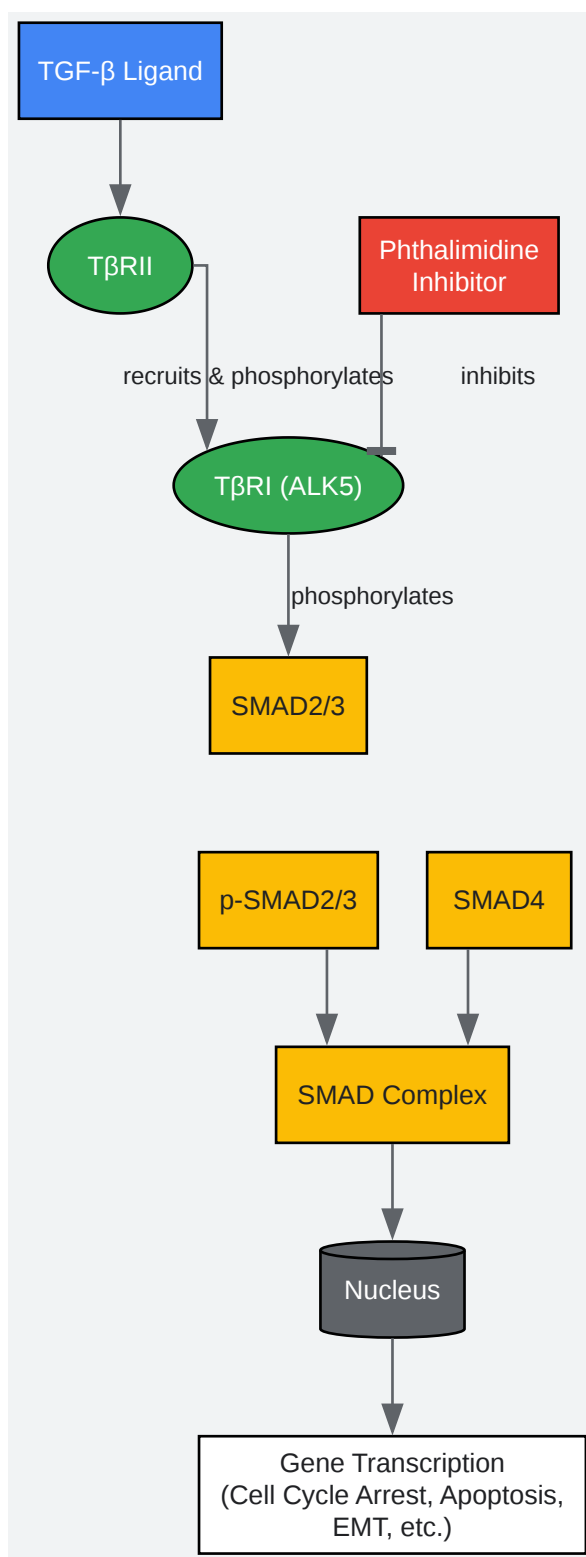 TGF-β Ligand
TβRII
Phthalimidine
Inhibitor
recruits & phosphorylates
inhibits
TβRI (ALK5)
phosphorylates
SMAD2/3
p-SMAD2/3
SMAD4
SMAD Complex
Nucleus
Gene Transcription
(Cell Cycle Arrest, Apoptosis,
EMT, etc.)